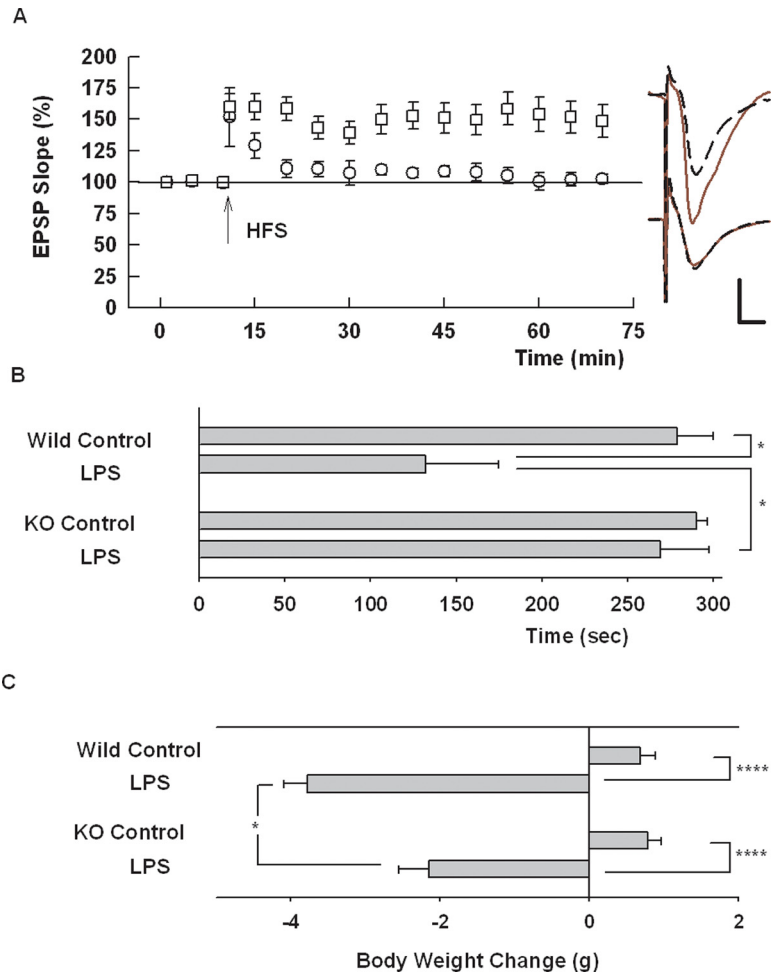 A
EPSP Slope (%)
175
150
125
100
75
50
25
0
HFS
0 15 30 45 60 75
Time (min)
B
Wild Control
LPS
KO Control
LPS
*
*
0 50 100 150 200 250 300
Time (sec)
C
Wild Control
LPS
KO Control
LPS
****
*
****
-4 -2 0 2
Body Weight Change (g)